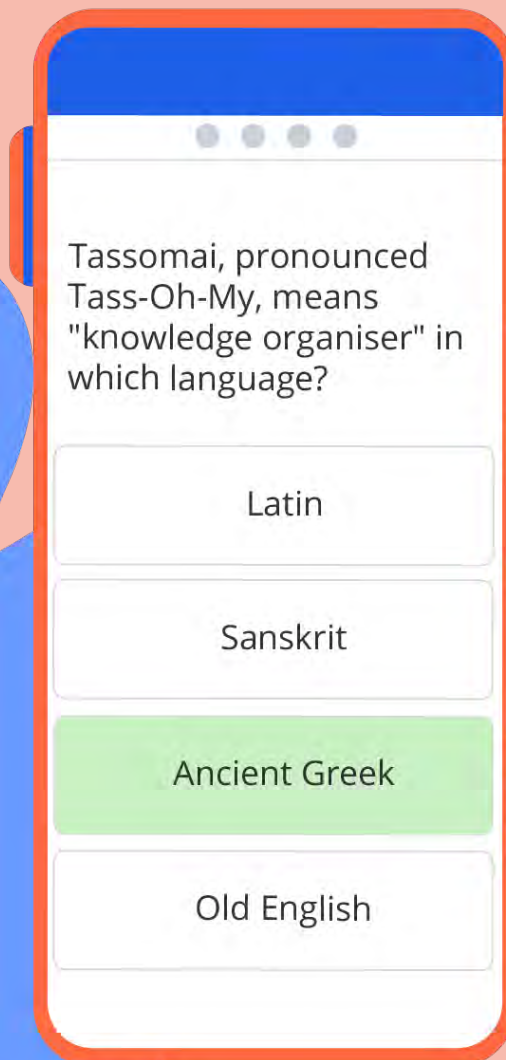 Tassomai, pronounced
Tass-Oh-My, means
"knowledge organiser" in
which language?
Latin
Sanskrit
Ancient Greek
Old English